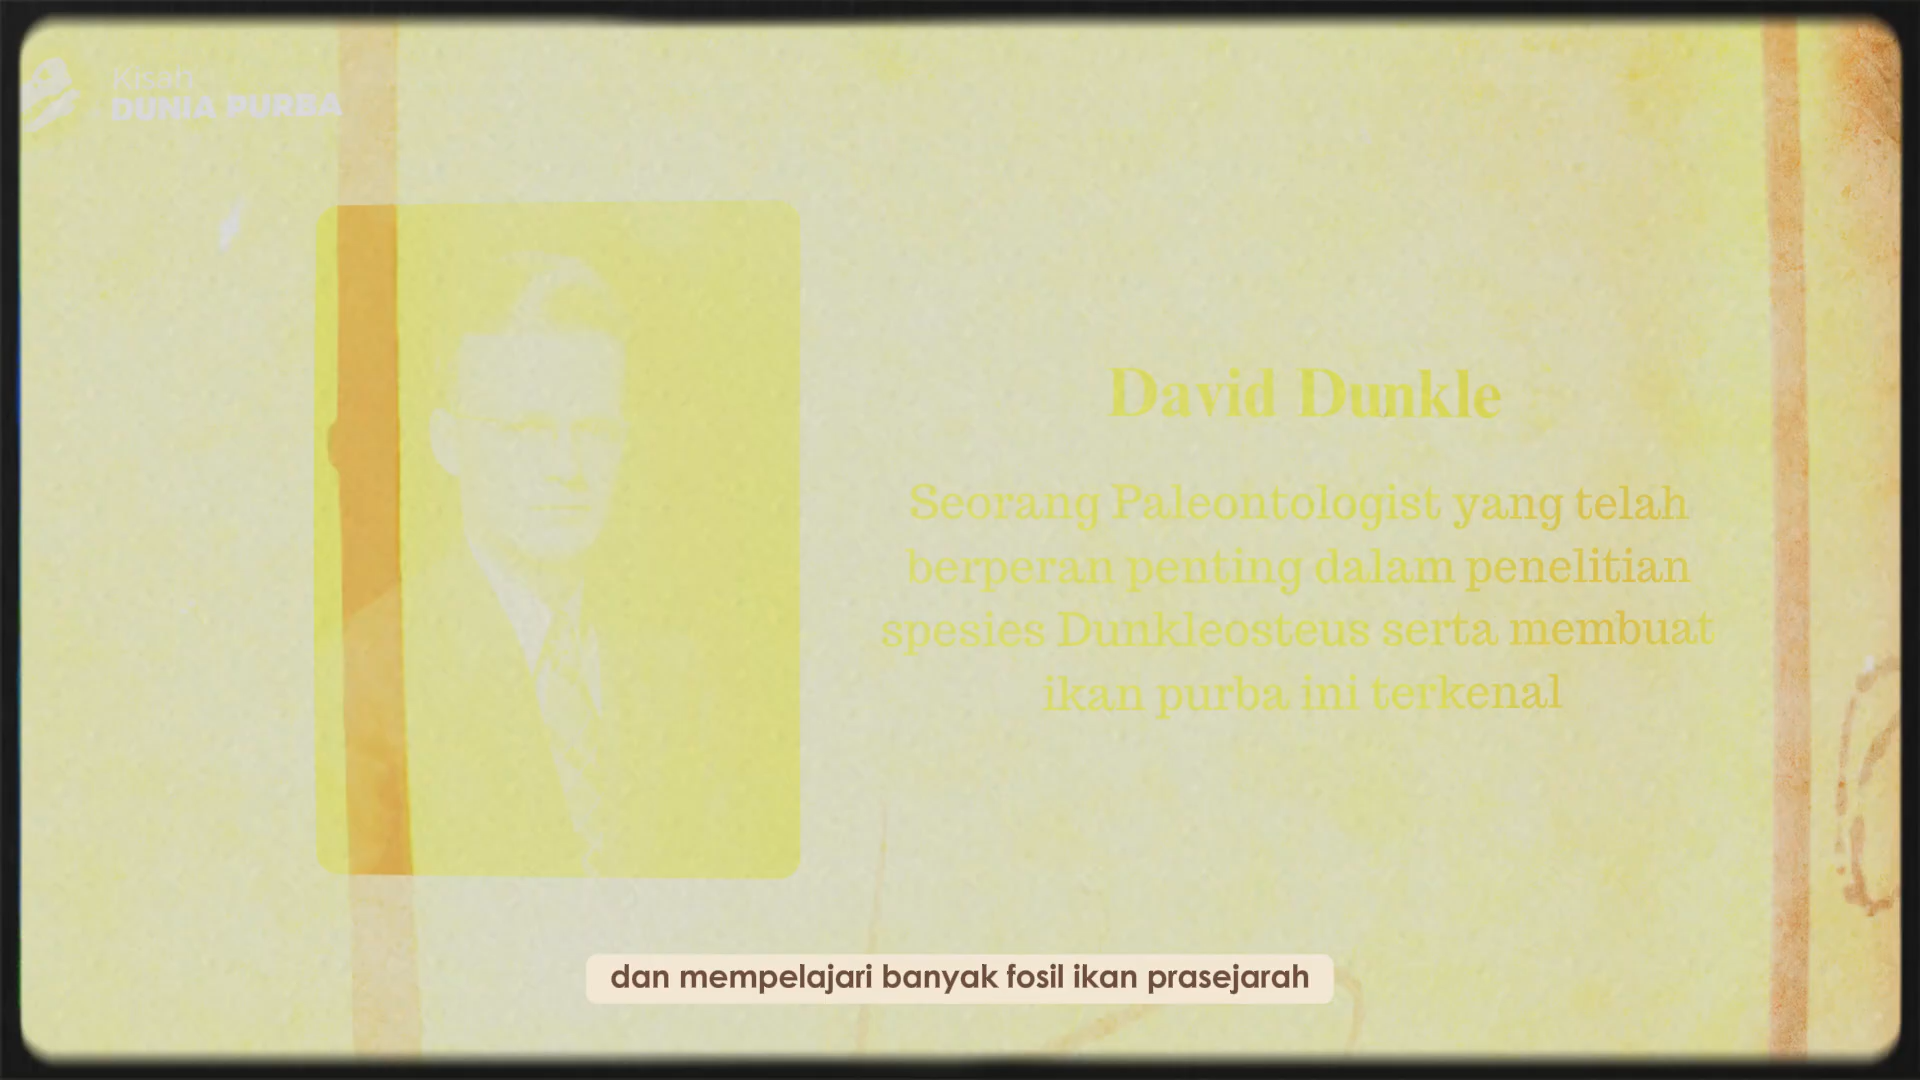 Kisah
DUNIA PURBA
David Dunkle
Seorang Paleontologist yang telah
berperan penting dalam penelitian
spesies Dunkleosteus serta membuat
ikan purba ini terkenal
dan mempelajari banyak fosil ikan prasejarah